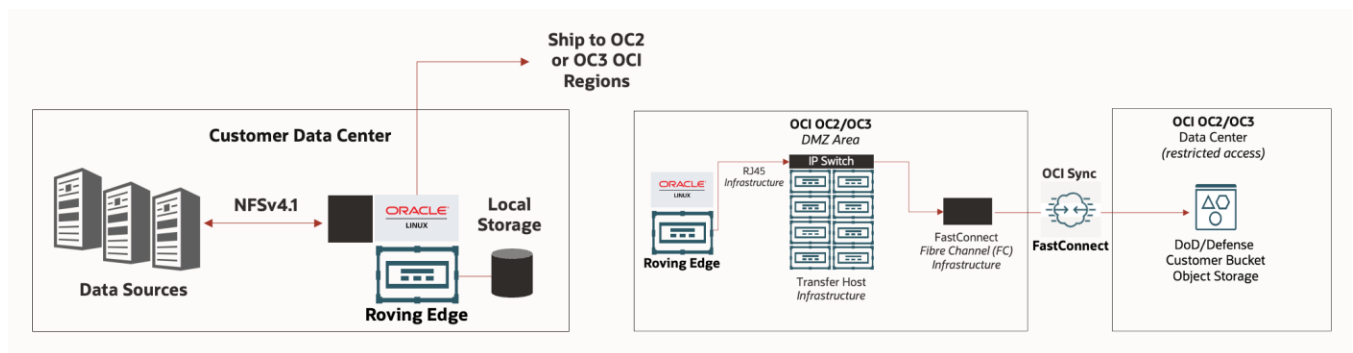 Ship to OC2
or OC3 OCI
Regions
Customer Data Center
NFSv4.1
ORACLE
LINUX
Local
Storage
Data Sources
Roving Edge
OCI OC2/OC3
DMZ Area
IP Switch
RJ45
Infrastructure
ORACLE
LINUX
Roving Edge
Transfer Host
Infrastructure
FastConnect
Fibre Channel (FC)
Infrastructure
OCI Sync
FastConnect
OCI OC2/OC3
Data Center
(restricted access)
DoD/Defense
Customer Bucket
Object Storage